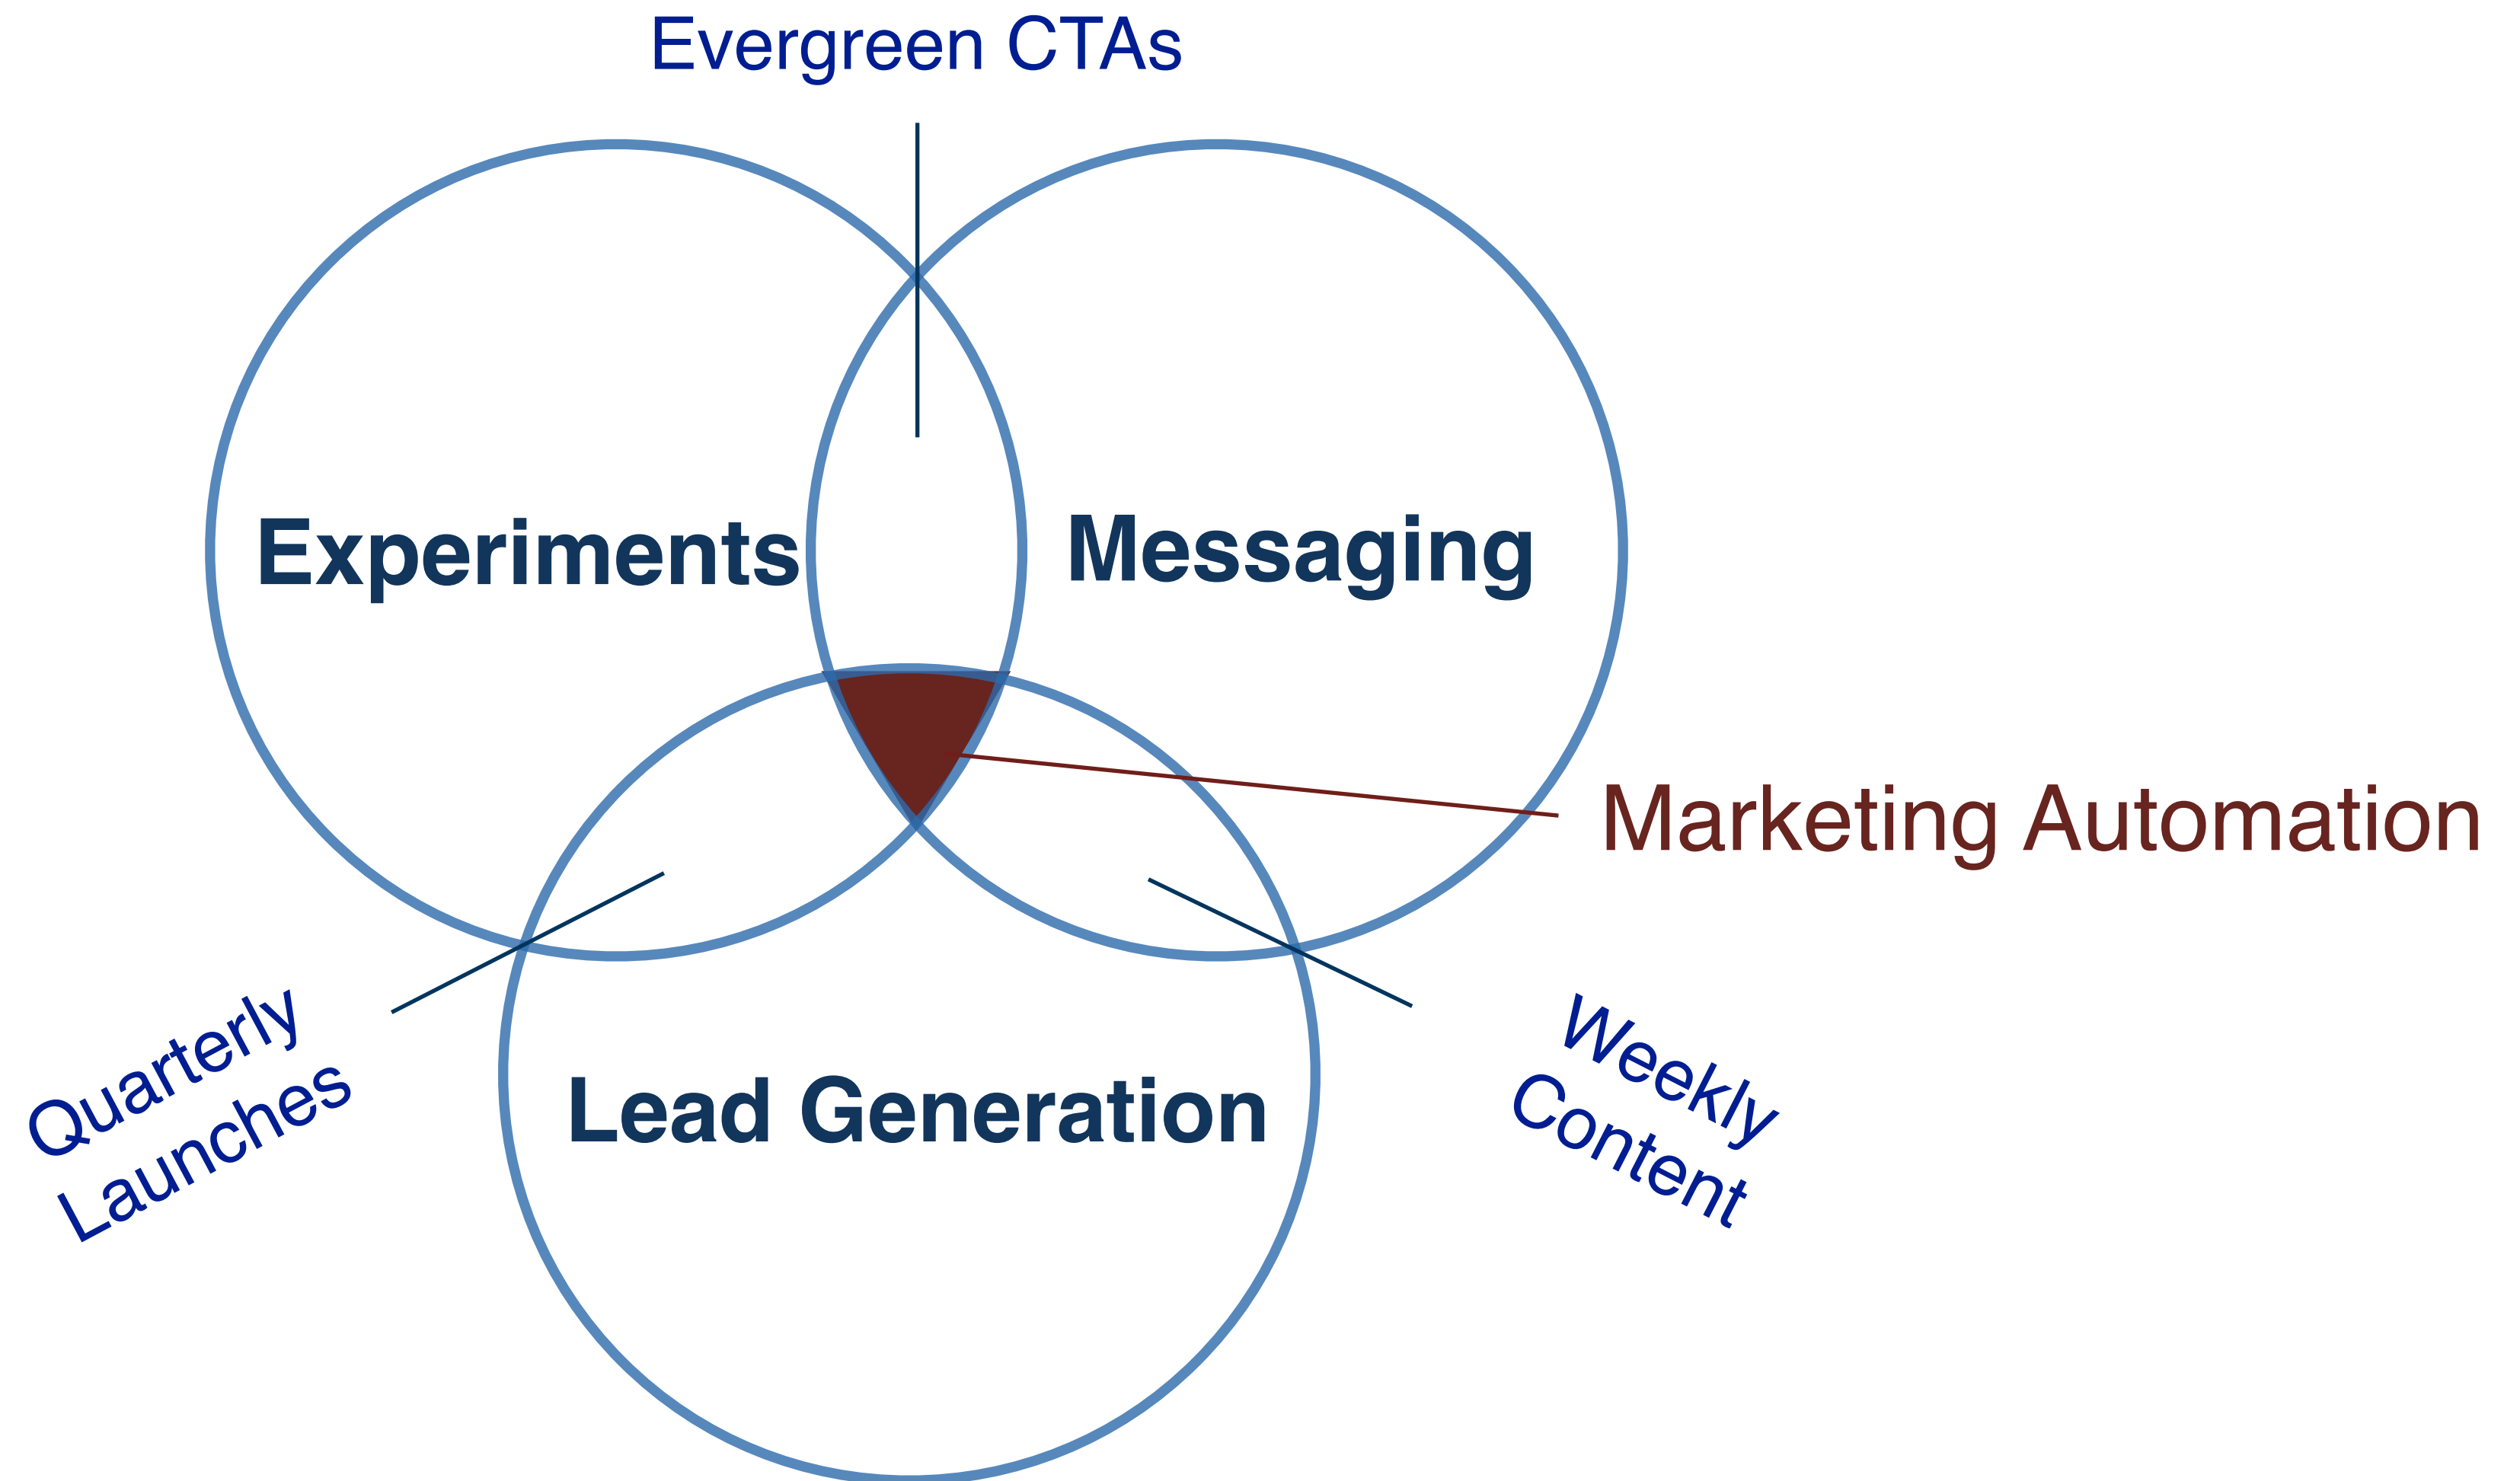 Evergreen CTAs
Experiments
Messaging
Marketing Automation
Quarterly
Launches
Weekly
Content
Lead Generation